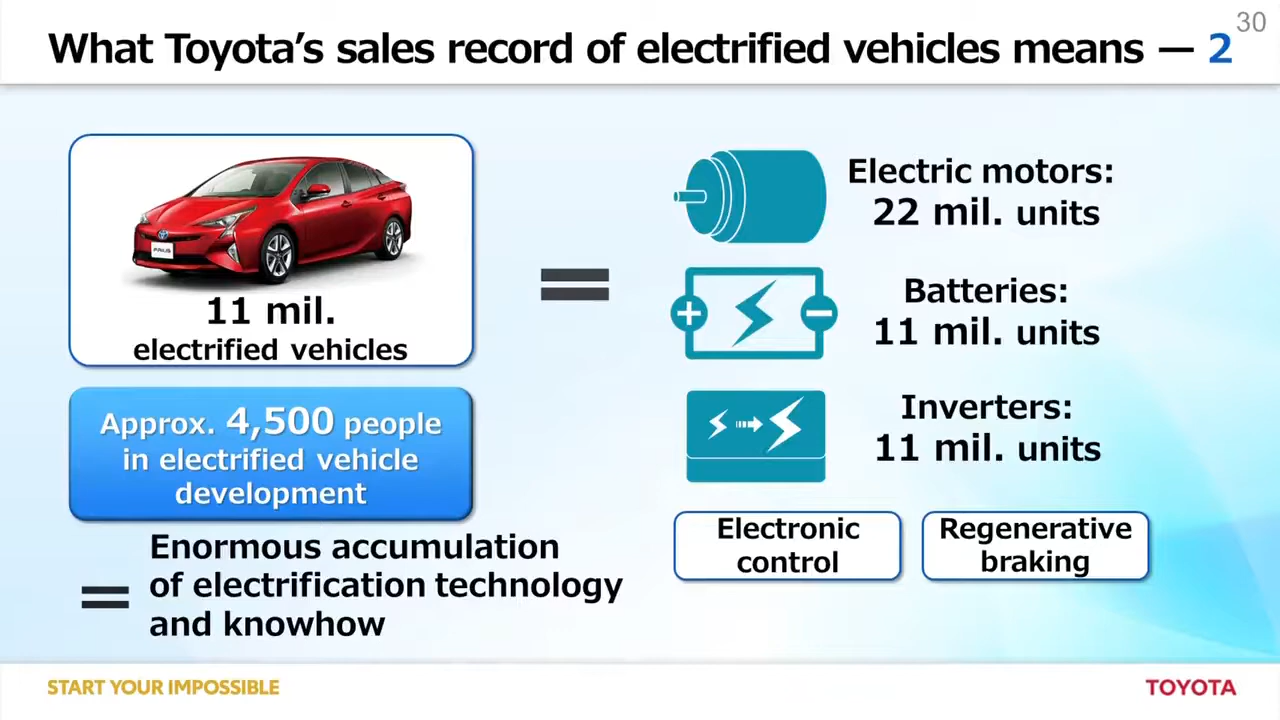 30
What Toyota's sales record of electrified vehicles means — 2
PRIUS
11 mil.
electrified vehicles
Approx. 4,500 people
in electrified vehicle
development
=
Enormous accumulation
of electrification technology
and knowhow
=
Electric motors:
22 mil. units
+
−
Batteries:
11 mil. units
Inverters:
11 mil. units
Electronic
control
Regenerative
braking
START YOUR IMPOSSIBLE
TOYOTA